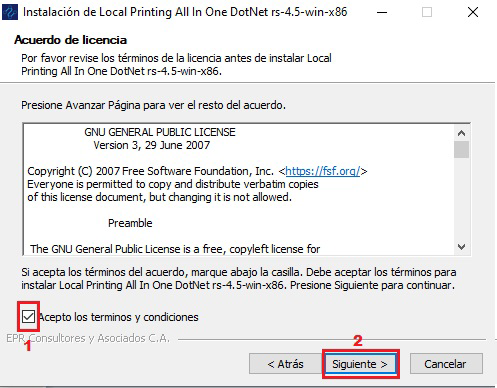 Instalación de Local Printing All In One DotNet rs-4.5-win-x86
Acuerdo de licencia
Por favor revise los términos de la licencia antes de instalar Local
Printing All In One DotNet rs-4.5-win-x86.
Presione Avanzar Página para ver el resto del acuerdo.
GNU GENERAL PUBLIC LICENSE
Version 3, 29 June 2007
Copyright (C) 2007 Free Software Foundation, Inc. <https://fsf.org/>
Everyone is permitted to copy and distribute verbatim copies
of this license document, but changing it is not allowed.
Preamble
The GNU General Public License is a free, copyleft license for
Si acepta los términos del acuerdo, marque abajo la casilla. Debe aceptar los términos para
instalar Local Printing All In One DotNet rs-4.5-win-x86. Presione Siguiente para continuar.
Acepto los terminos y condiciones
1
EPR Consultores y Asociados C.A.
2
< Atrás
Siguiente >
Cancelar